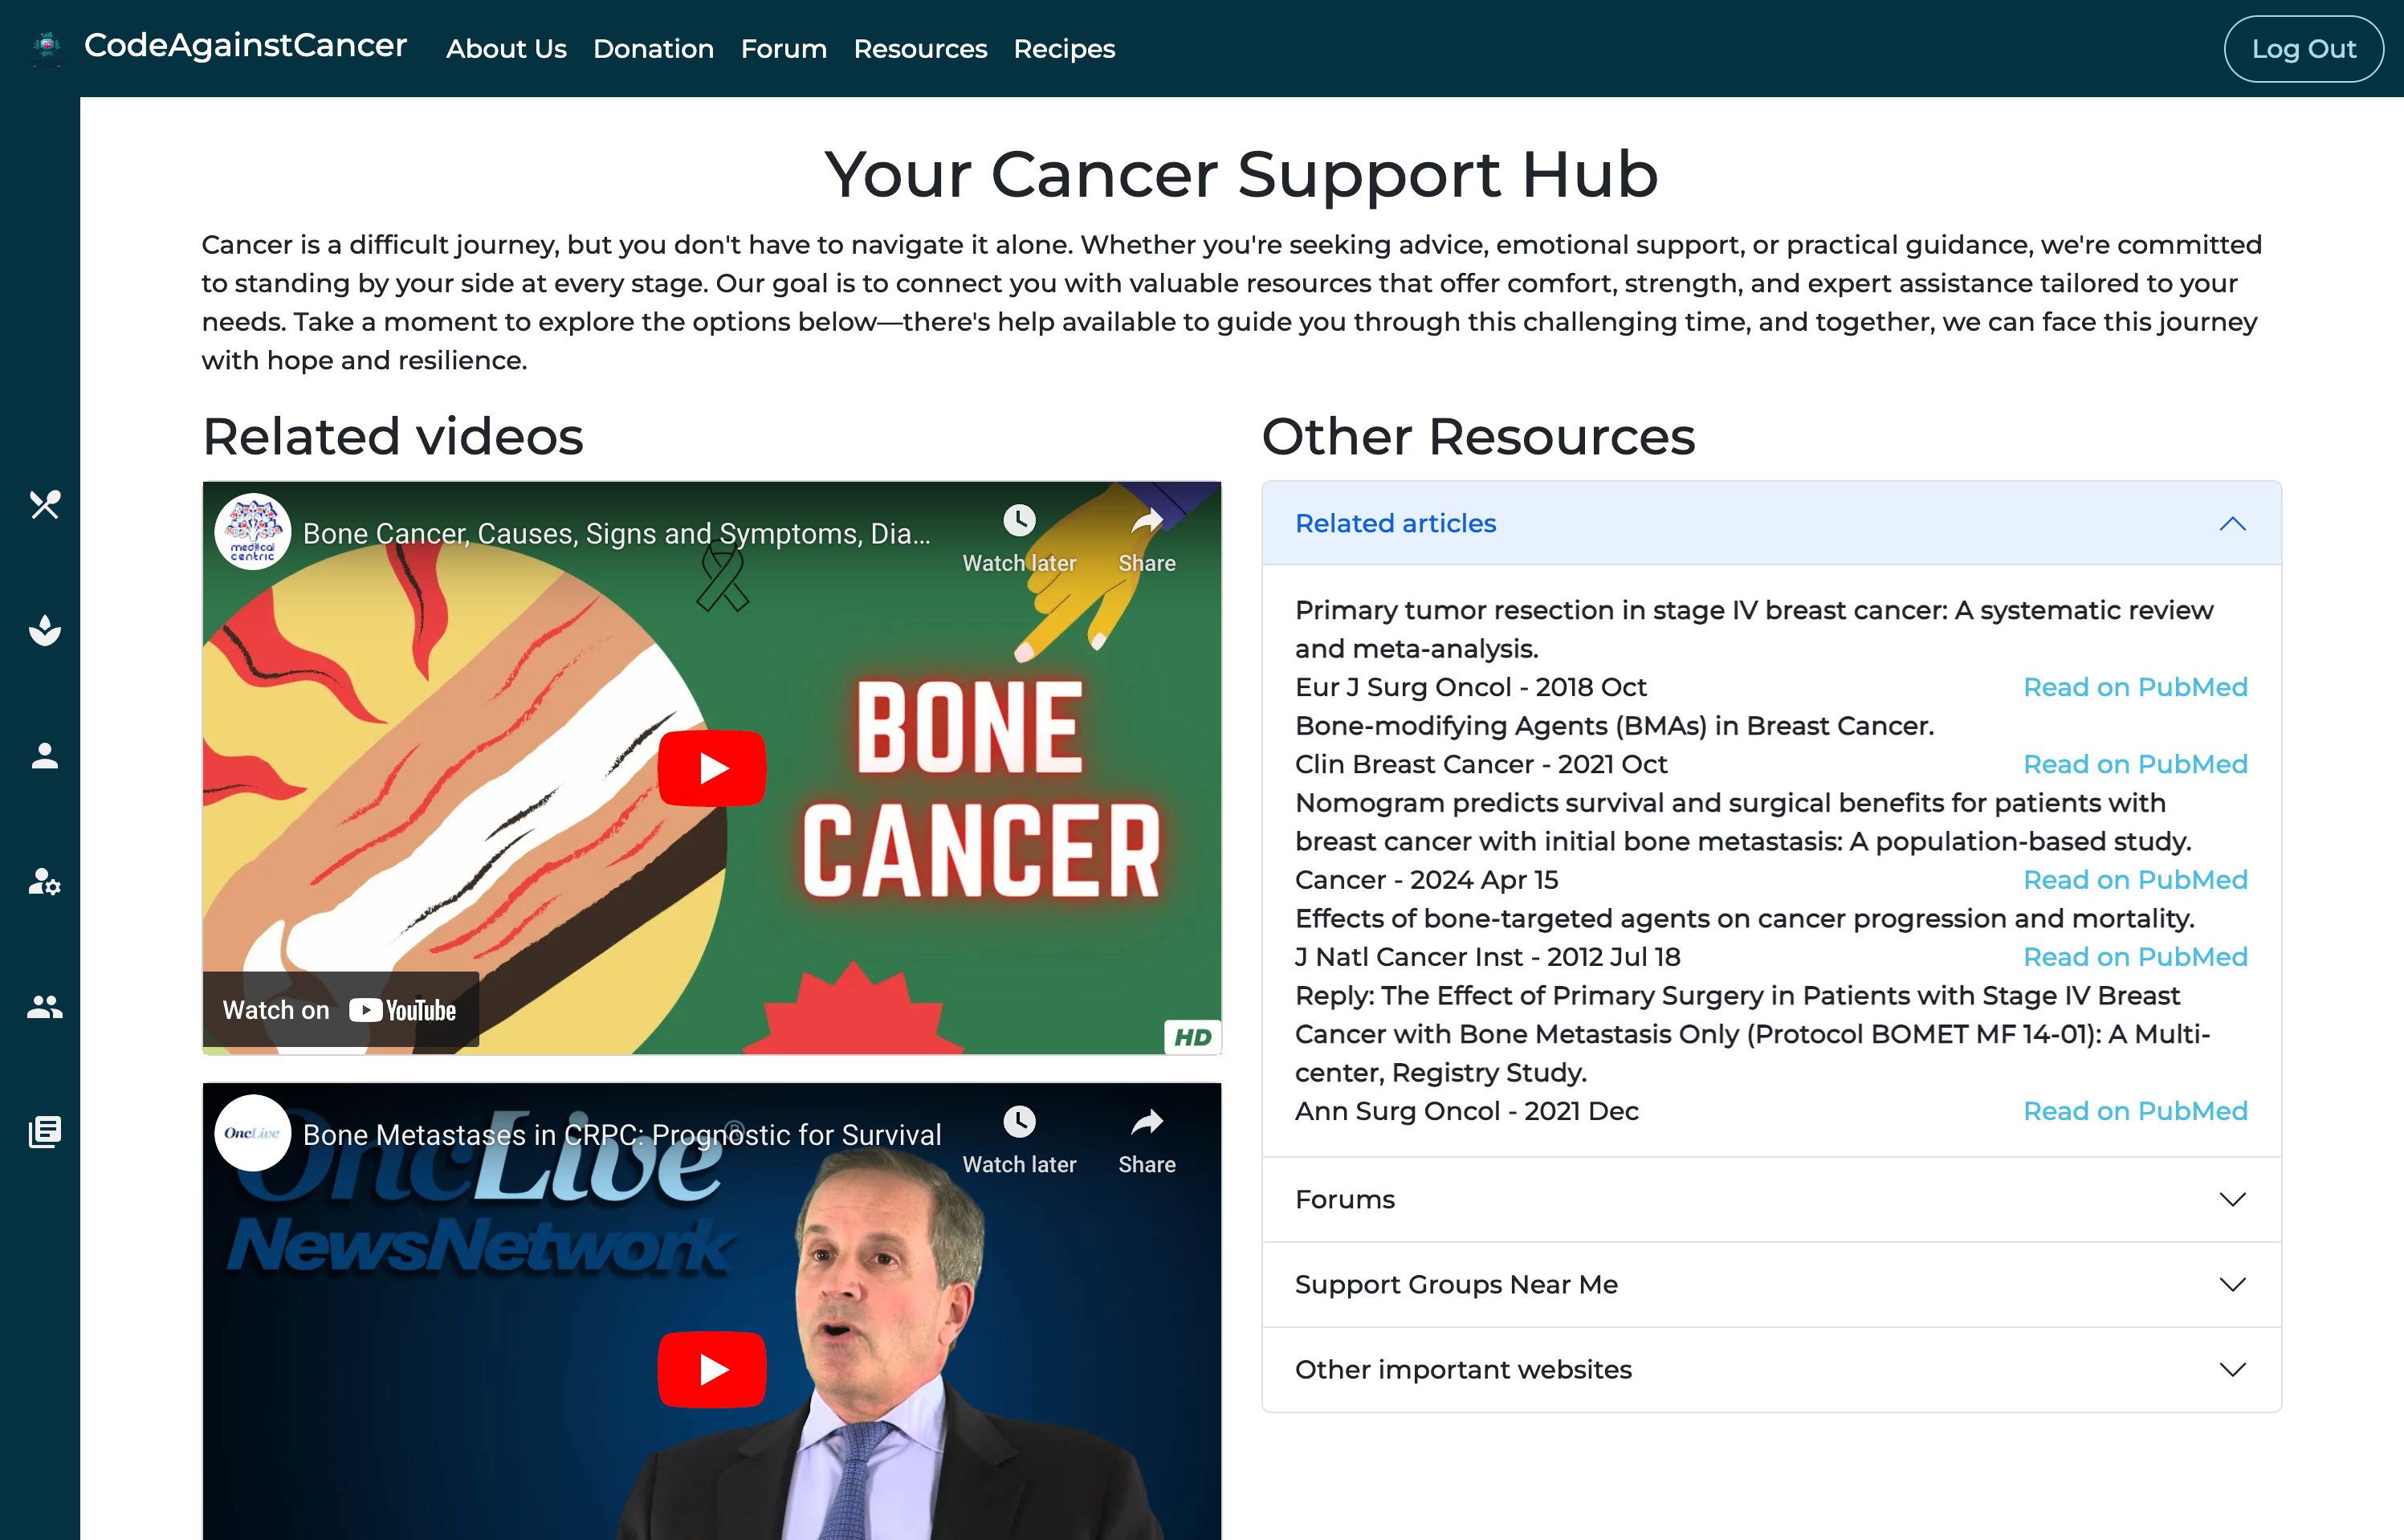 CodeAgainstCancer
About Us
Donation
Forum
Resources
Recipes
Log Out
Your Cancer Support Hub
Cancer is a difficult journey, but you don't have to navigate it alone. Whether you're seeking advice, emotional support, or practical guidance, we're committed
to standing by your side at every stage. Our goal is to connect you with valuable resources that offer comfort, strength, and expert assistance tailored to your
needs. Take a moment to explore the options below—there's help available to guide you through this challenging time, and together, we can face this journey
with hope and resilience.
Related videos
medical
centric
Bone Cancer, Causes, Signs and Symptoms, Dia...
Watch later
Share
BONE
CANCER
Watch on YouTube
HD
OncLive
Bone Metastases in CRPC: Prognostic for Survival
Watch later
Share
OncLive®
NewsNetwork
Other Resources
Related articles
Primary tumor resection in stage IV breast cancer: A systematic review
and meta-analysis.
Eur J Surg Oncol - 2018 Oct Read on PubMed
Bone-modifying Agents (BMAs) in Breast Cancer.
Clin Breast Cancer - 2021 Oct Read on PubMed
Nomogram predicts survival and surgical benefits for patients with
breast cancer with initial bone metastasis: A population-based study.
Cancer - 2024 Apr 15 Read on PubMed
Effects of bone-targeted agents on cancer progression and mortality.
J Natl Cancer Inst - 2012 Jul 18 Read on PubMed
Reply: The Effect of Primary Surgery in Patients with Stage IV Breast
Cancer with Bone Metastasis Only (Protocol BOMET MF 14-01): A Multi-
center, Registry Study.
Ann Surg Oncol - 2021 Dec Read on PubMed
Forums
Support Groups Near Me
Other important websites